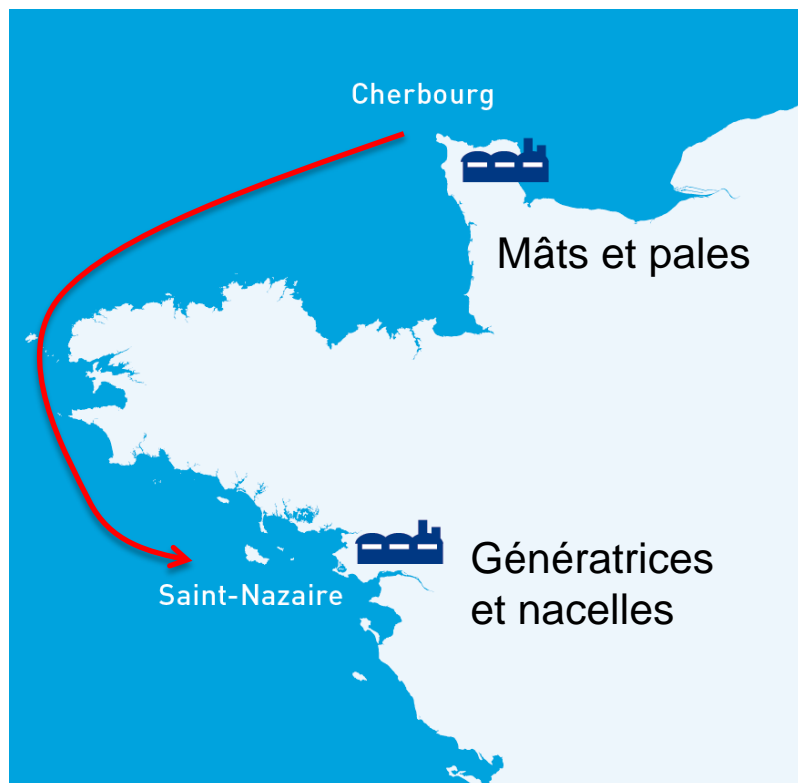 Cherbourg
Mâts et pales
Génératrices
et nacelles
Saint-Nazaire